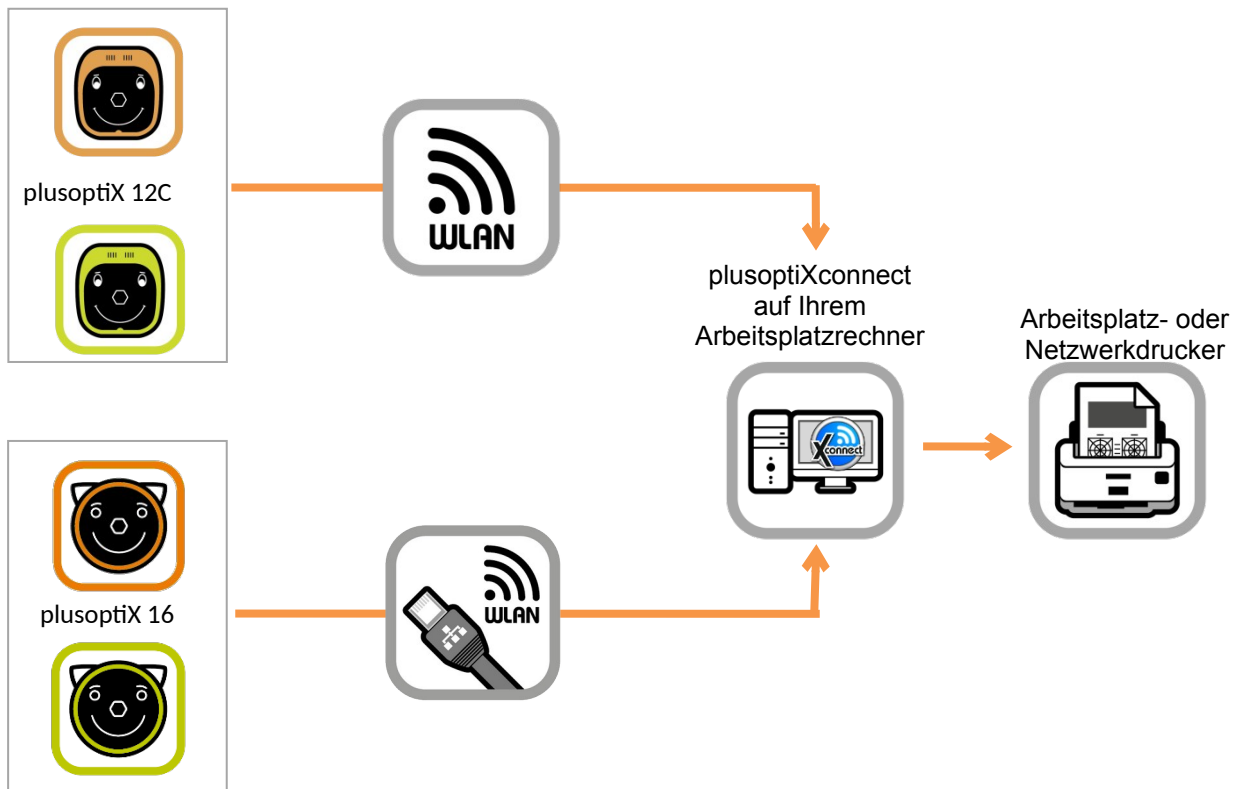 plusoptiX 12C
WLAN
plusoptiXconnect
auf Ihrem
Arbeitsplatzrechner
Arbeitsplatz- oder
Netzwerkdrucker
Xconnect
plusoptiX 16
WLAN